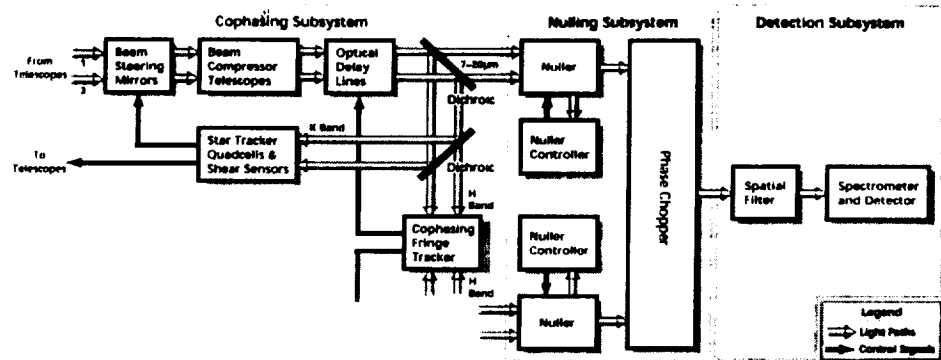 Cophasing Subsystem
Nulling Subsystem
Detection Subsystem
From
Telescopes
1
2
Beam
Steering
Mirrors
Beam
Compressor
Telescopes
Optical
Delay
Lines
7-20μm
Dichroic
Nuller
Nuller
Controller
K Band
Star Tracker
Quadcells &
Shear Sensors
To
Telescopes
Dichroic
H
Band
Cophasing
Fringe
Tracker
H
Band
Nuller
Controller
Nuller
Phase Chopper
Spatial
Filter
Spectrometer
and Detector
Legend
Light Paths
Control Signals